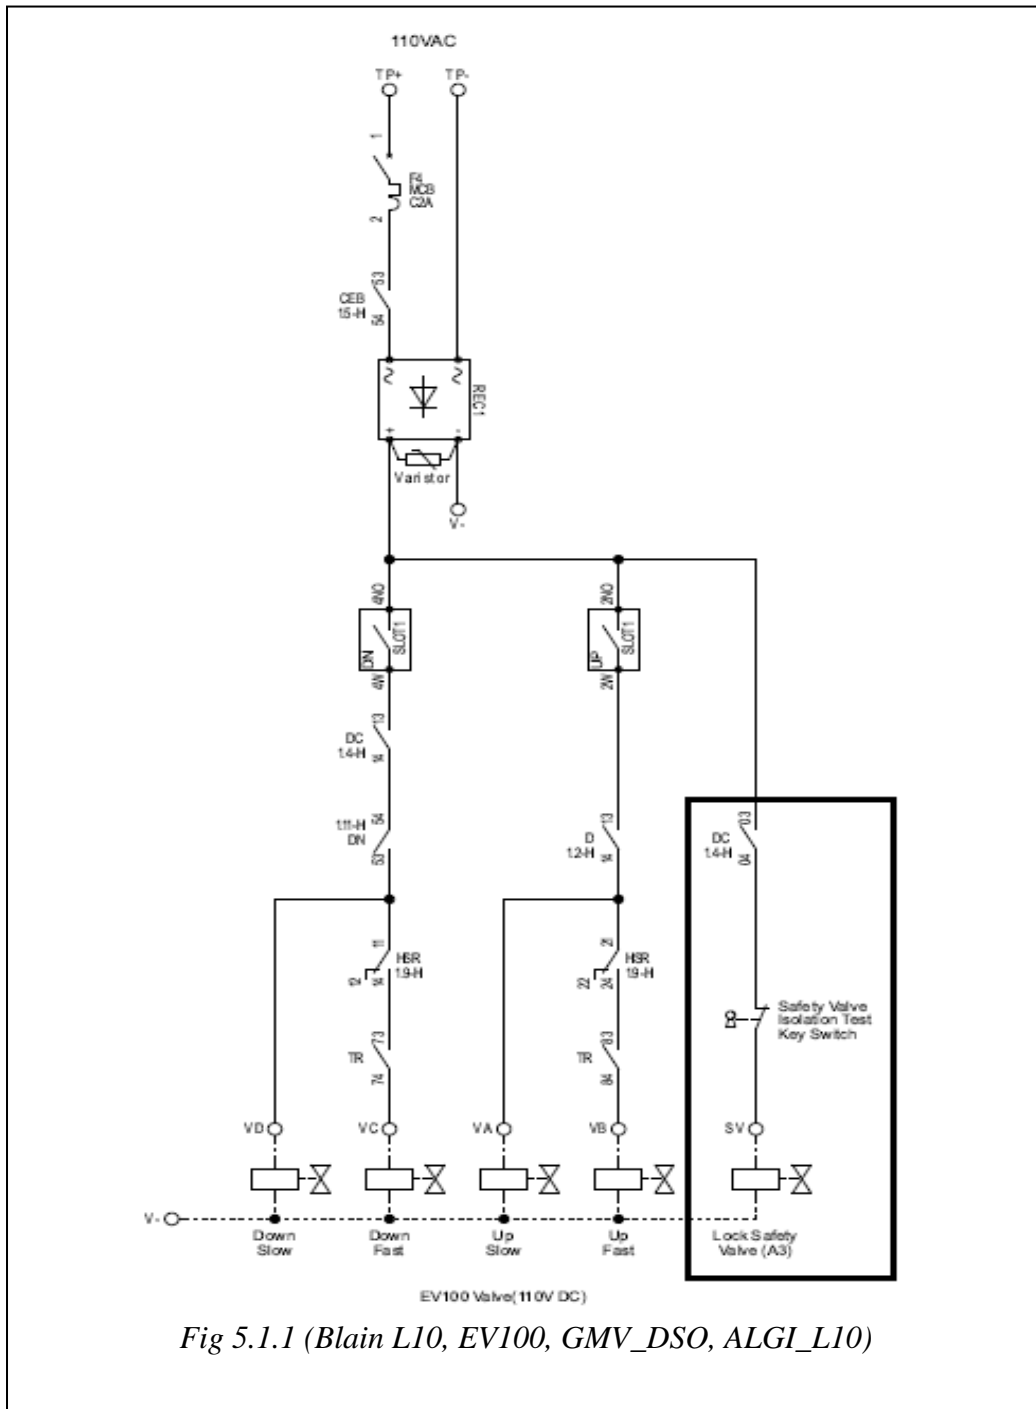 110VAC
TP+
TP-
1
F4
MCB
C2A
2
53
CEB
1.5-H
54
REC1
+
-
Varistor
V-
4NO
SLOT1
DN
4W
2NO
SLOT1
UP
2W
13
DC
1.4-H
14
54
1.11-H
DN
53
13
D
1.2-H
14
03
DC
1.4-H
04
11
HSR
1.9-H
12
14
21
HSR
1.9-H
22
24
Safety Valve
Isolation Test
Key Switch
73
TR
74
83
TR
84
VD
VC
VA
VB
SV
V-
Down
Slow
Down
Fast
Up
Slow
Up
Fast
Lock Safety
Valve (A3)
EV100 Valve(110V DC)
Fig 5.1.1 (Blain L10, EV100, GMV_DSO, ALGI_L10)